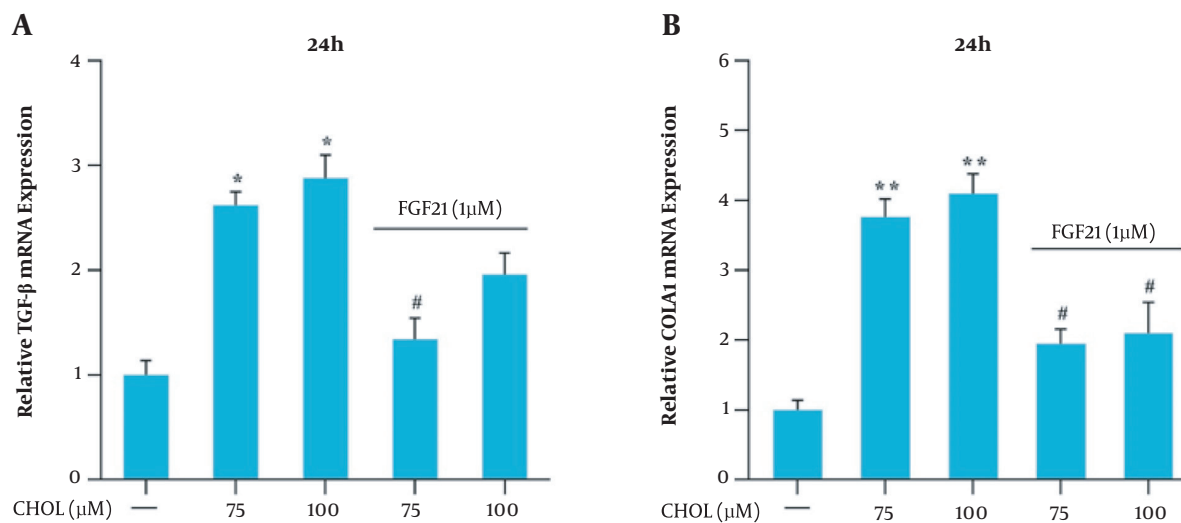 A
24h
Relative TGF-β mRNA Expression
4
3
2
1
0
*
*
FGF21 (1μM)
#
CHOL (μM)
—
75
100
75
100
B
24h
Relative COLA1 mRNA Expression
6
5
4
3
2
1
0
**
**
FGF21 (1μM)
#
#
CHOL (μM)
—
75
100
75
100